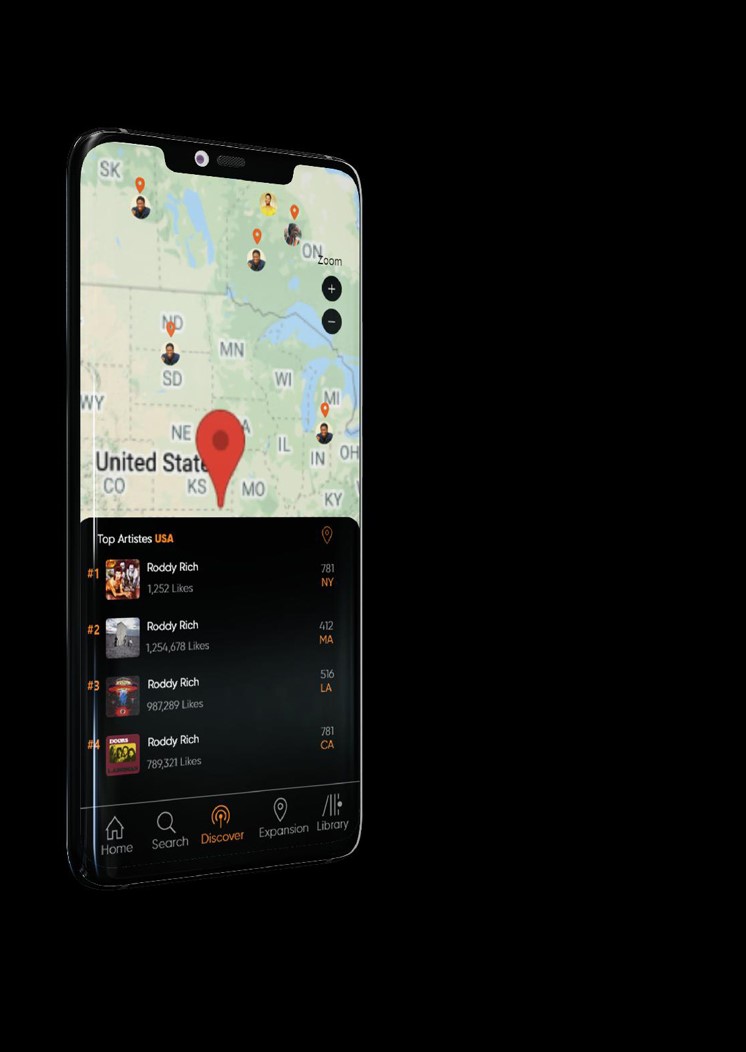 SK
ON
Zoom
+
−
ND
MN
SD
WI
WY
MI
NE
IL
IN
OH
United State
CO
KS
MO
KY
Top Artistes USA
#1
Roddy Rich
1,252 Likes
781
NY
#2
Roddy Rich
1,254,678 Likes
412
MA
#3
Roddy Rich
987,289 Likes
516
LA
#4
DOORS
Roddy Rich
789,321 Likes
781
CA
Home
Search
Discover
Expansion
Library